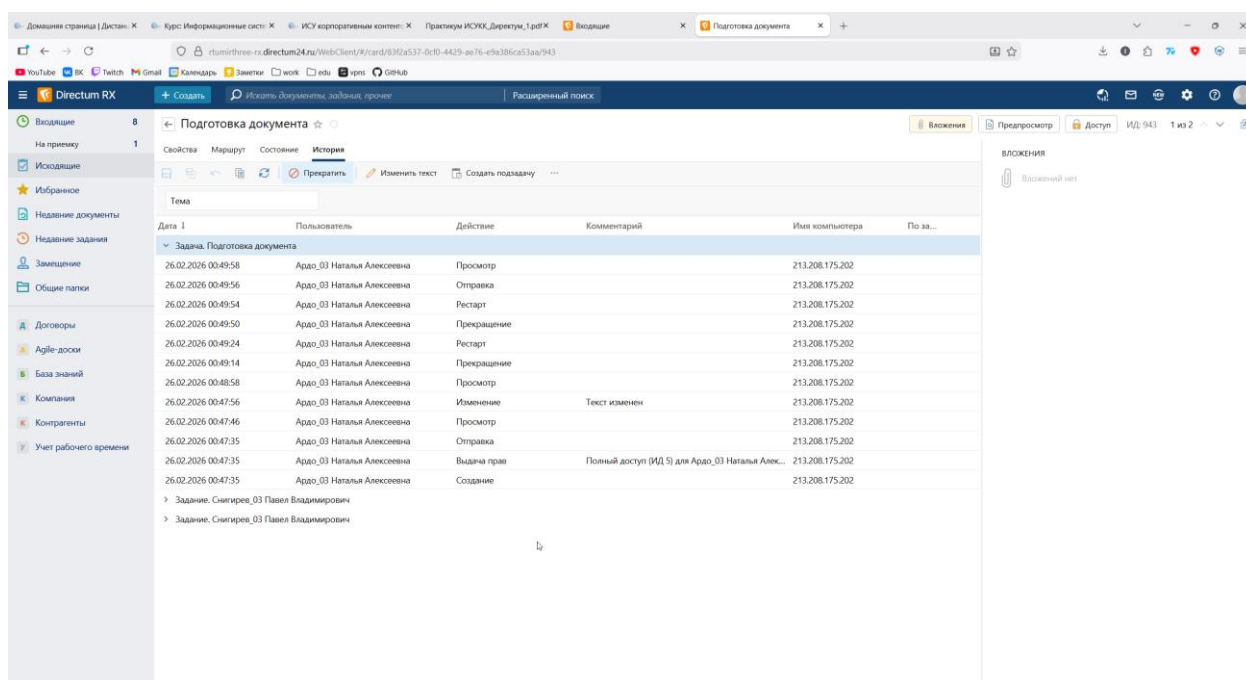 Домашняя страница | Дистанс
Курс: Информационные систе
ИСУ корпоративным контент
Практикум ИСУКК_Директум_1.pdf
Входящие
Подготовка документа
rtumirthree-rx.directum24.ru/WebClient/#/card/83f2a537-0cf0-4429-ae76-e9a386ca53aa/943
YouTube ВК Twitch Gmail Календарь Заметки work edu vpns GitHub
Directum RX
+ Создать
Искать документы, задания, прочее
Расширенный поиск
Входящие 8
На приемку 1
Исходящие
Избранное
Недавние документы
Недавние задания
Замещение
Общие папки
Д Договоры
A Agile-доски
Б База знаний
К Компания
К Контрагенты
У Учет рабочего времени
Подготовка документа
Вложения
Предпросмотр
Доступ
ИД: 943
1 из 2
Свойства Маршрут Состояние История
Прекратить Изменить текст Создать подзадачу ...
Тема
Дата ↓ Пользователь Действие Комментарий Имя компьютера По за...
Задача. Подготовка документа
26.02.2026 00:49:58 Ардо_03 Наталья Алексеевна Просмотр 213.208.175.202
26.02.2026 00:49:56 Ардо_03 Наталья Алексеевна Отправка 213.208.175.202
26.02.2026 00:49:54 Ардо_03 Наталья Алексеевна Рестарт 213.208.175.202
26.02.2026 00:49:50 Ардо_03 Наталья Алексеевна Прекращение 213.208.175.202
26.02.2026 00:49:24 Ардо_03 Наталья Алексеевна Рестарт 213.208.175.202
26.02.2026 00:49:14 Ардо_03 Наталья Алексеевна Прекращение 213.208.175.202
26.02.2026 00:48:58 Ардо_03 Наталья Алексеевна Просмотр 213.208.175.202
26.02.2026 00:47:56 Ардо_03 Наталья Алексеевна Изменение Текст изменен 213.208.175.202
26.02.2026 00:47:46 Ардо_03 Наталья Алексеевна Просмотр 213.208.175.202
26.02.2026 00:47:35 Ардо_03 Наталья Алексеевна Отправка 213.208.175.202
26.02.2026 00:47:35 Ардо_03 Наталья Алексеевна Выдача прав Полный доступ (ИД 5) для Ардо_03 Наталья Алек... 213.208.175.202
26.02.2026 00:47:35 Ардо_03 Наталья Алексеевна Создание 213.208.175.202
Задание. Снигирев_03 Павел Владимирович
Задание. Снигирев_03 Павел Владимирович
ВЛОЖЕНИЯ
Вложений нет